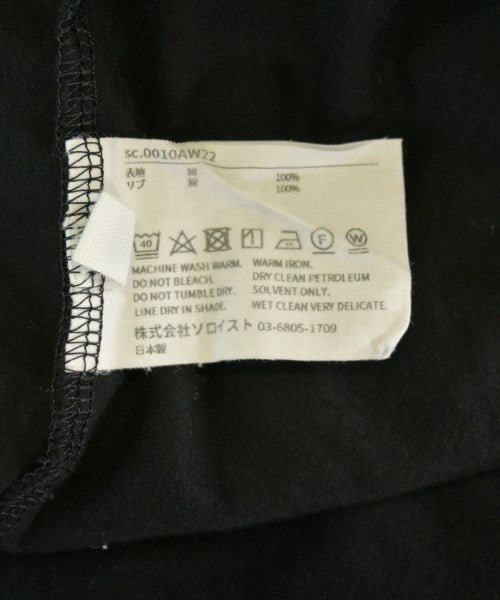 sc.0010AW22
表地 綿 100%
リブ 綿 100%
40 F W
MACHINE WASH WARM. WARM IRON.
DO NOT BLEACH. DRY CLEAN PETROLEUM
DO NOT TUMBLE DRY. SOLVENT ONLY.
LINE DRY IN SHADE. WET CLEAN VERY DELICATE.
株式会社ソロイスト 03-6805-1709
日本製